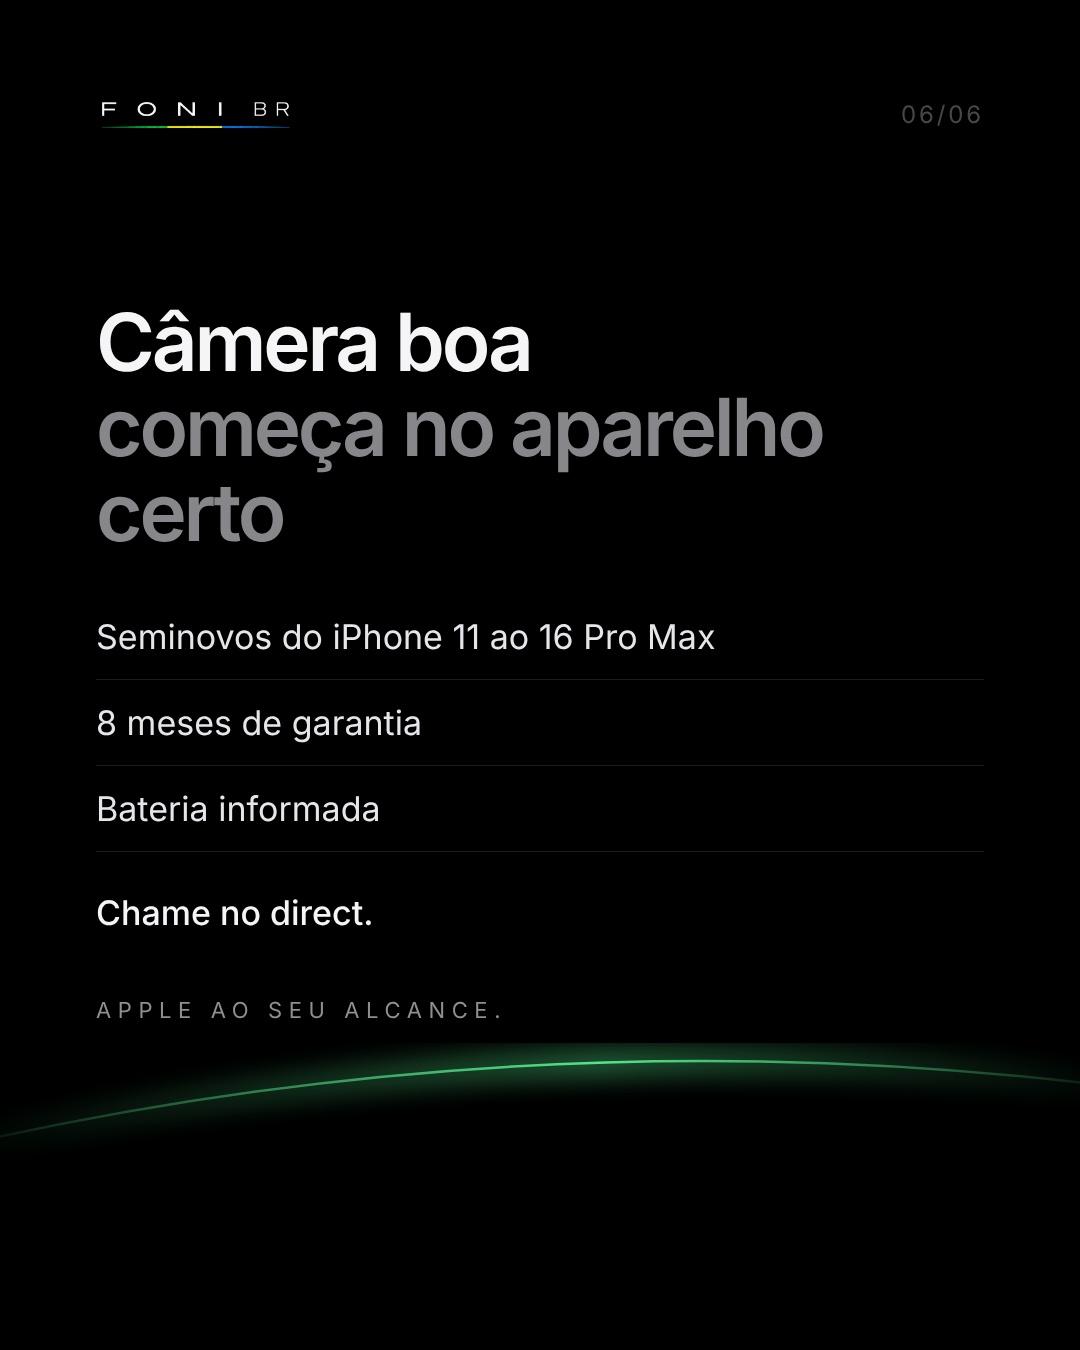 FONI BR
06/06
Câmera boa
começa no aparelho
certo
Seminovos do iPhone 11 ao 16 Pro Max
8 meses de garantia
Bateria informada
Chame no direct.
APPLE AO SEU ALCANCE.